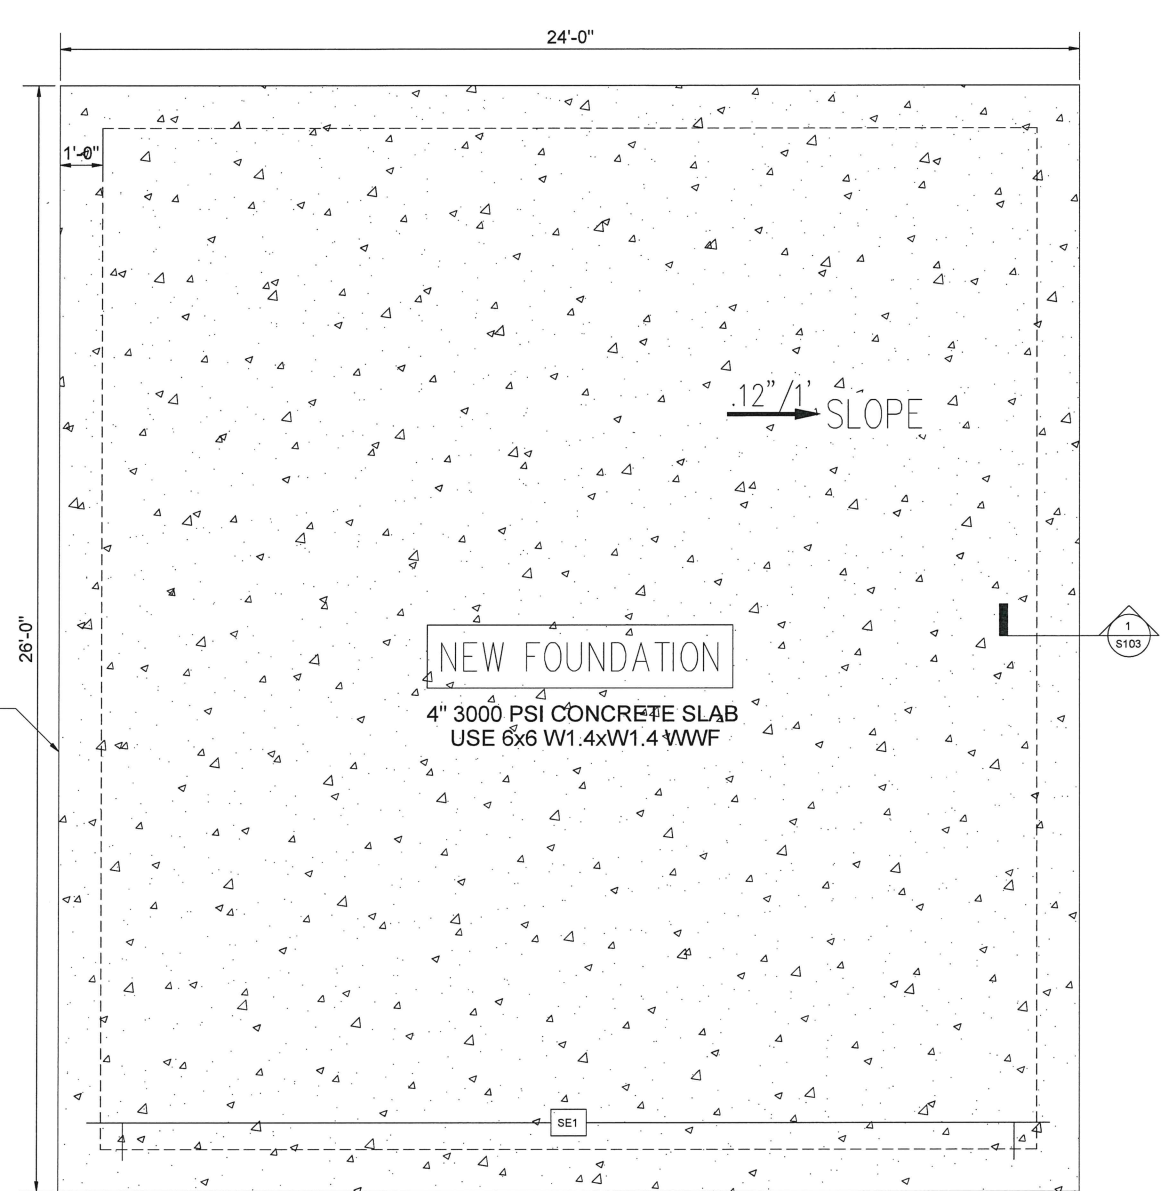 24'-0"
1'-0"
.12"/1'
SLOPE
26'-0"
1
S103
NEW FOUNDATION
4" 3000 PSI CONCRETE SLAB
USE 6x6 W1.4xW1.4 WWF
SE1